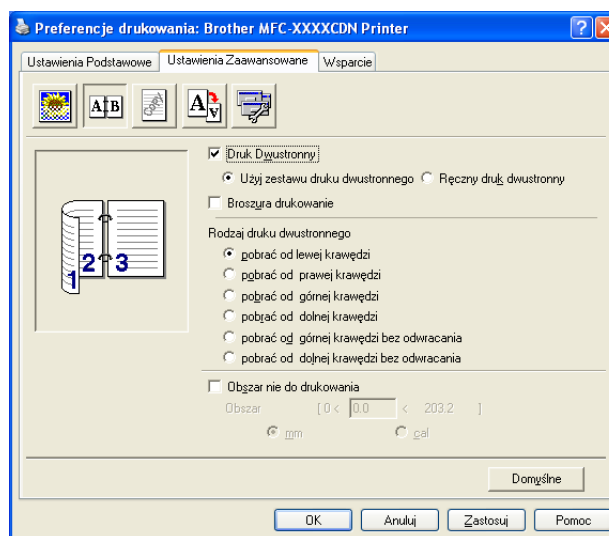 Preferencje drukowania: Brother MFC-XXXXCDN Printer
Ustawienia Podstawowe Ustawienia Zaawansowane Wsparcie
A B
A A
Druk Dwustronny
Użyj zestawu druku dwustronnego Ręczny druk dwustronny
Broszura drukowanie
1 2 3
Rodzaj druku dwustronnego
pobrać od lewej krawędzi
pobrać od prawej krawędzi
pobrać od górnej krawędzi
pobrać od dolnej krawędzi
pobrać od górnej krawędzi bez odwracania
pobrać od dolnej krawędzi bez odwracania
Obszar nie do drukowania
Obszar [ 0 < 0.0 < 203.2 ]
mm cal
Domyślne
OK Anuluj Zastosuj Pomoc